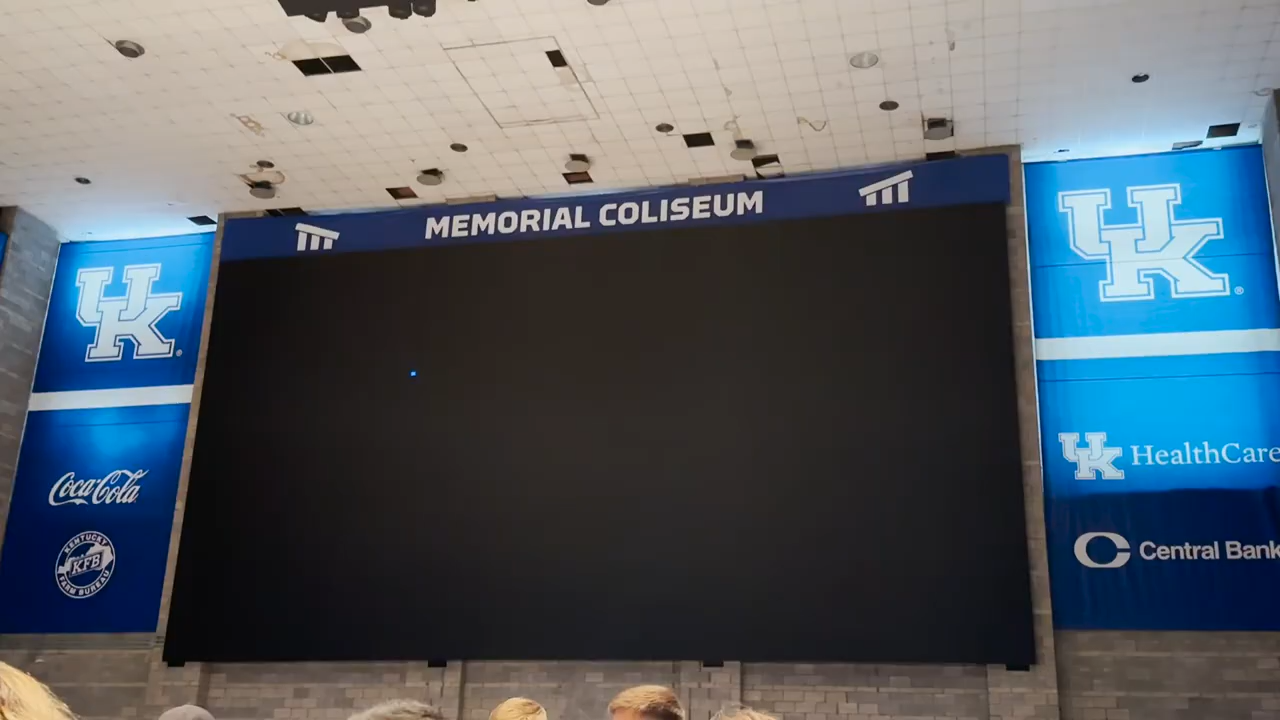 MEMORIAL COLISEUM
UK
®
Coca-Cola
KENTUCKY
KFB
FARM BUREAU
UK
®
UK HealthCare
Central Bank